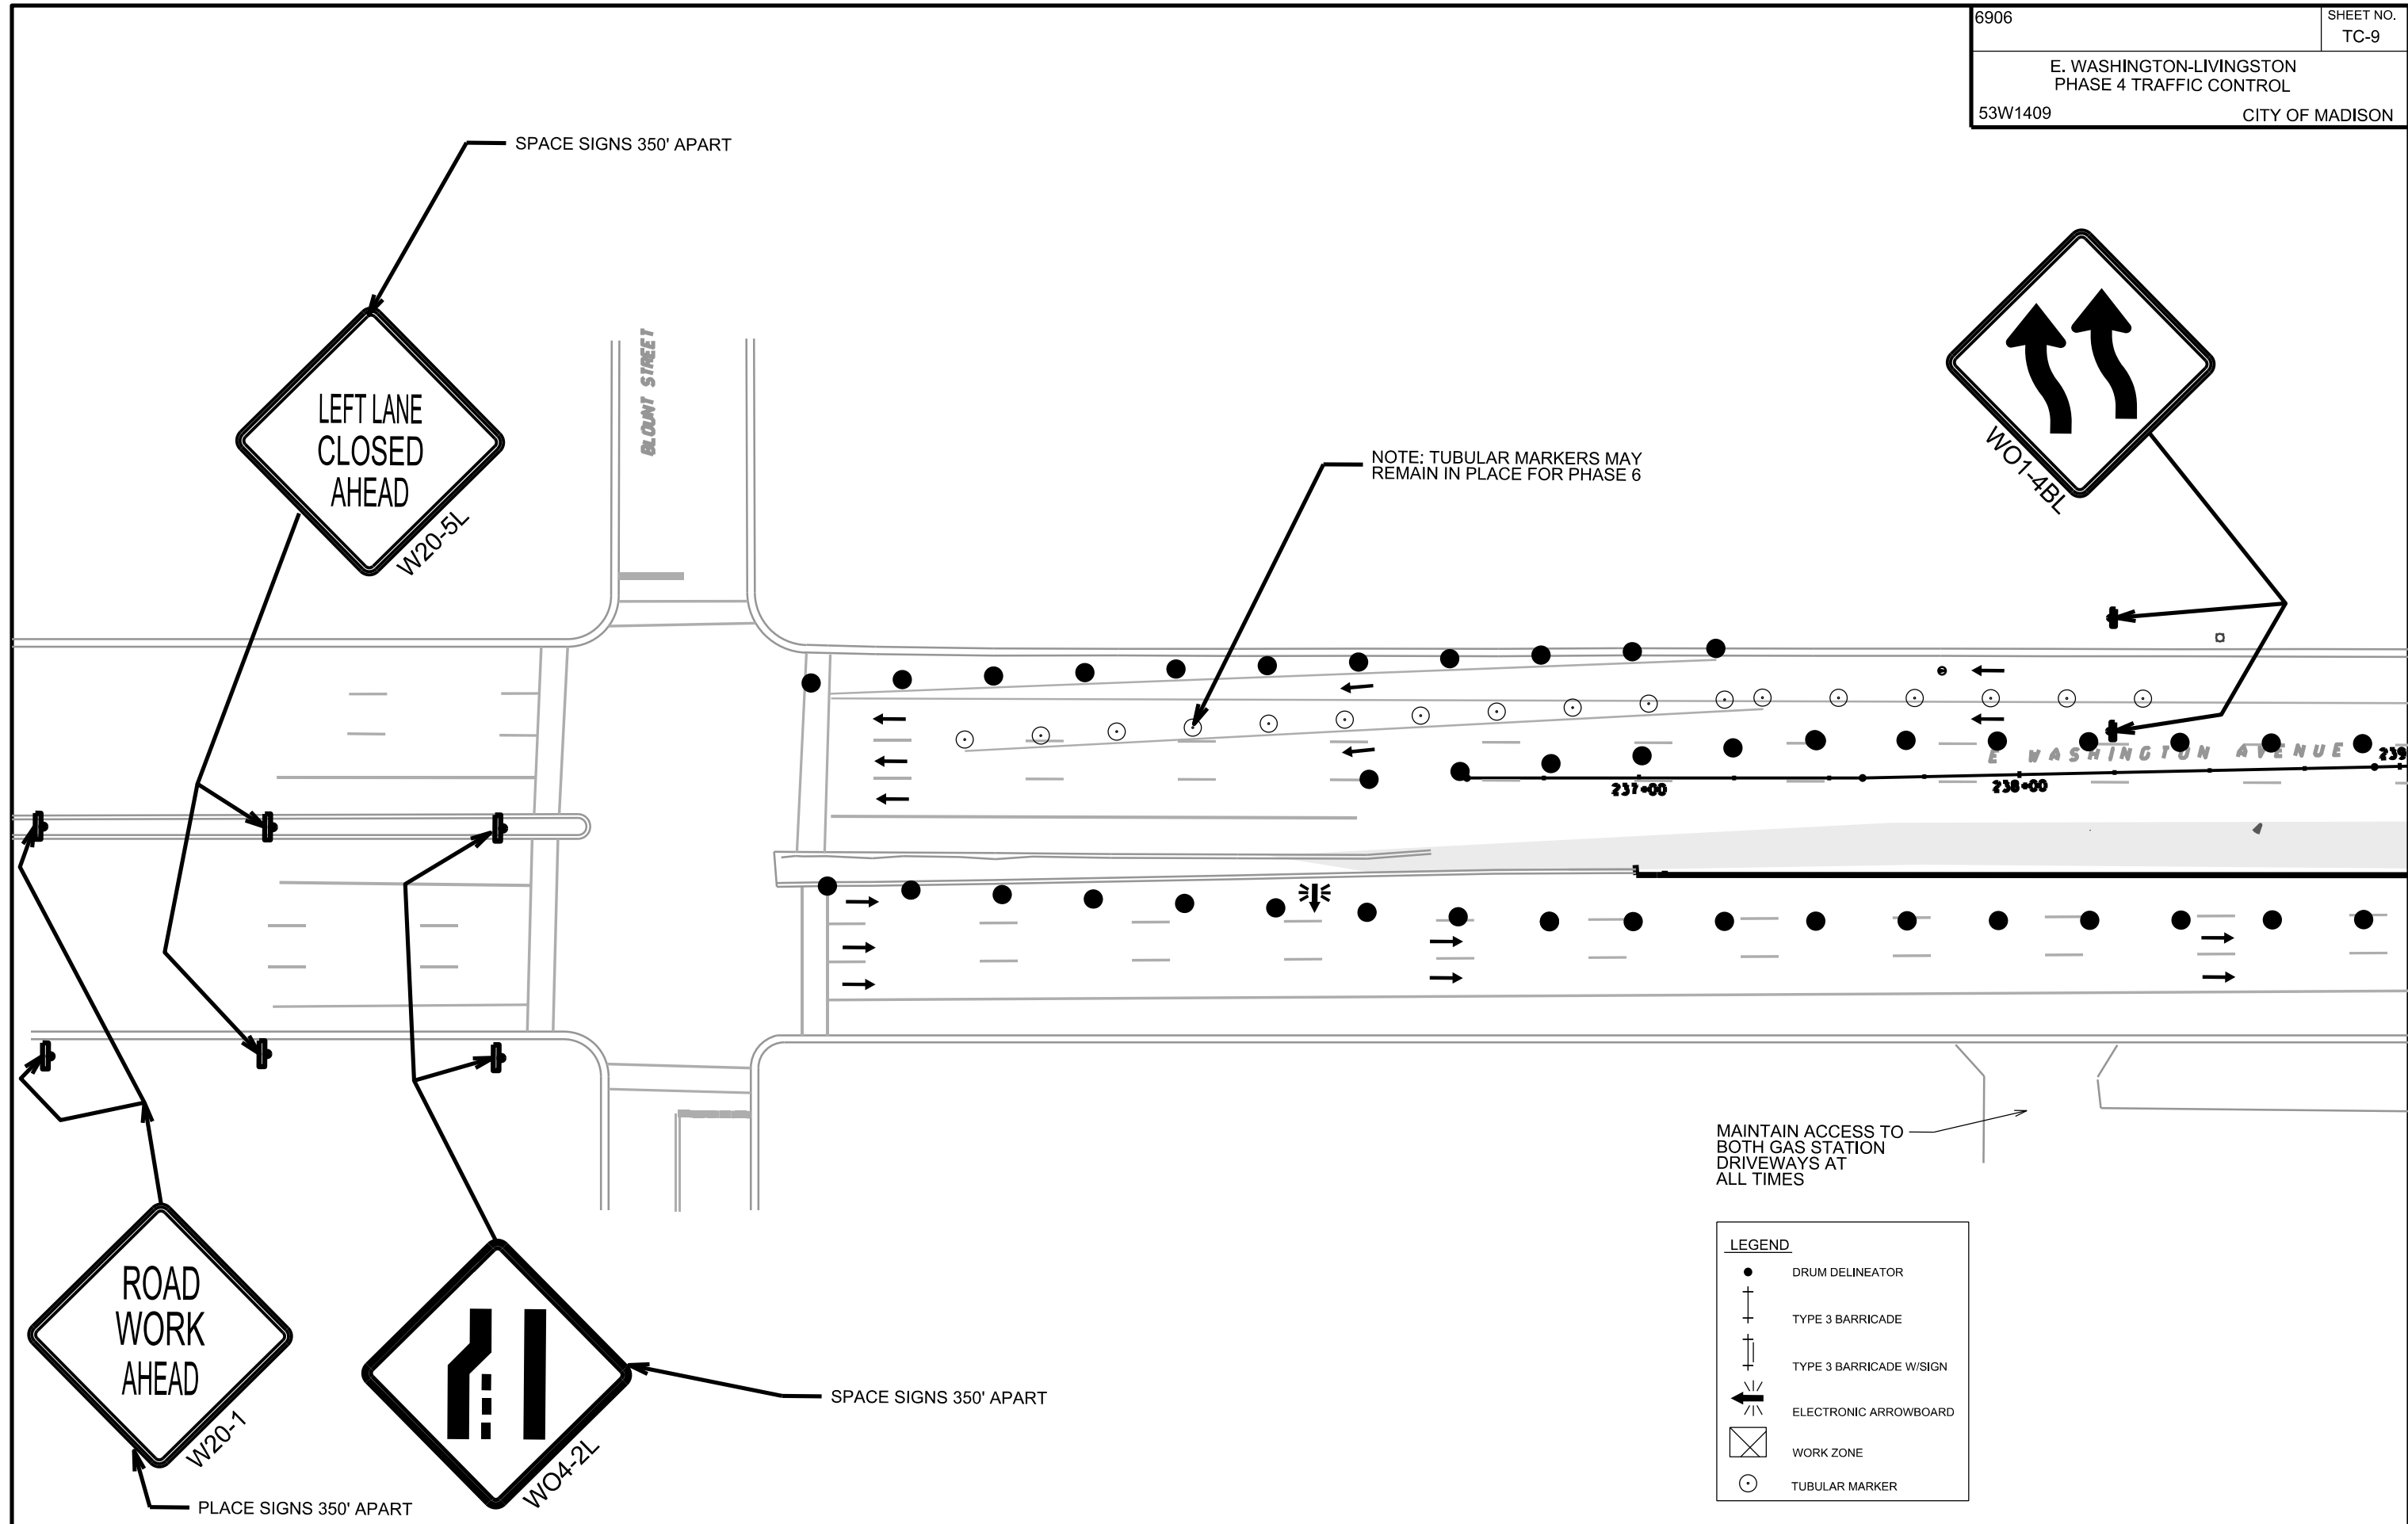 6906
SHEET NO.
TC-9
E. WASHINGTON-LIVINGSTON
PHASE 4 TRAFFIC CONTROL
53W1409
CITY OF MADISON
SPACE SIGNS 350' APART
LEFT LANE
CLOSED
AHEAD
W20-5L
BLOUNT STREET
NOTE: TUBULAR MARKERS MAY
REMAIN IN PLACE FOR PHASE 6
WO1-4BL
E WASHINGTON AVENUE
237+00
238+00
239
MAINTAIN ACCESS TO
BOTH GAS STATION
DRIVEWAYS AT
ALL TIMES
ROAD
WORK
AHEAD
W20-1
PLACE SIGNS 350' APART
WO4-2L
SPACE SIGNS 350' APART
LEGEND
DRUM DELINEATOR
TYPE 3 BARRICADE
TYPE 3 BARRICADE W/SIGN
ELECTRONIC ARROWBOARD
WORK ZONE
TUBULAR MARKER